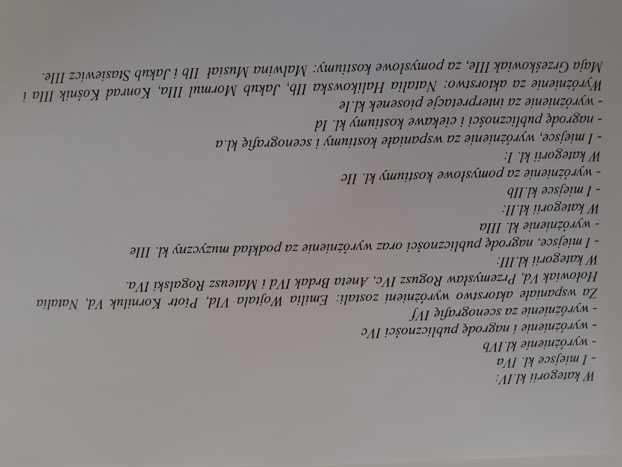 W kategorii kl.IV:
- I miejsce kl. IVa
- wyróżnienie kl.IVb
- wyróżnienie i nagrodę publiczności IVc
- wyróżnienie za scenografię IVf
Za wspaniałe aktorstwo wyróżnieni zostali: Emilia Wajtoła, VId, Piotr Korniluk Vd, Natalia
Hołowiak Vd, Przemysław Rogusz IVc, Aneta Brdak IVd i Mateusz Rogalski IVa.
W kategorii kl.III:
- I miejsce, nagrodę publiczności oraz wyróżnienie za podkład muzyczny kl. IIIe
- wyróżnienie kl. IIIa
W kategorii kl.II:
- I miejsce kl.IIb
- wyróżnienie za pomysłowe kostiumy kl. IIc
W kategorii kl. I:
- I miejsce, wyróżnienie za wspaniałe kostiumy i scenografię kl.a
- nagrodę publiczności i ciekawe kostiumy kl. Id
- wyróżnienie za interpretację piosenek kl.Ie
Wyróżnienie za aktorstwo: Natalia Halikowska IIb, Jakub Mormul IIIa, Konrad Kośnik IIIa i
Maja Grześkowiak IIIe, za pomysłowe kostiumy: Malwina Musiał IIb i Jakub Stasiewicz IIIe.